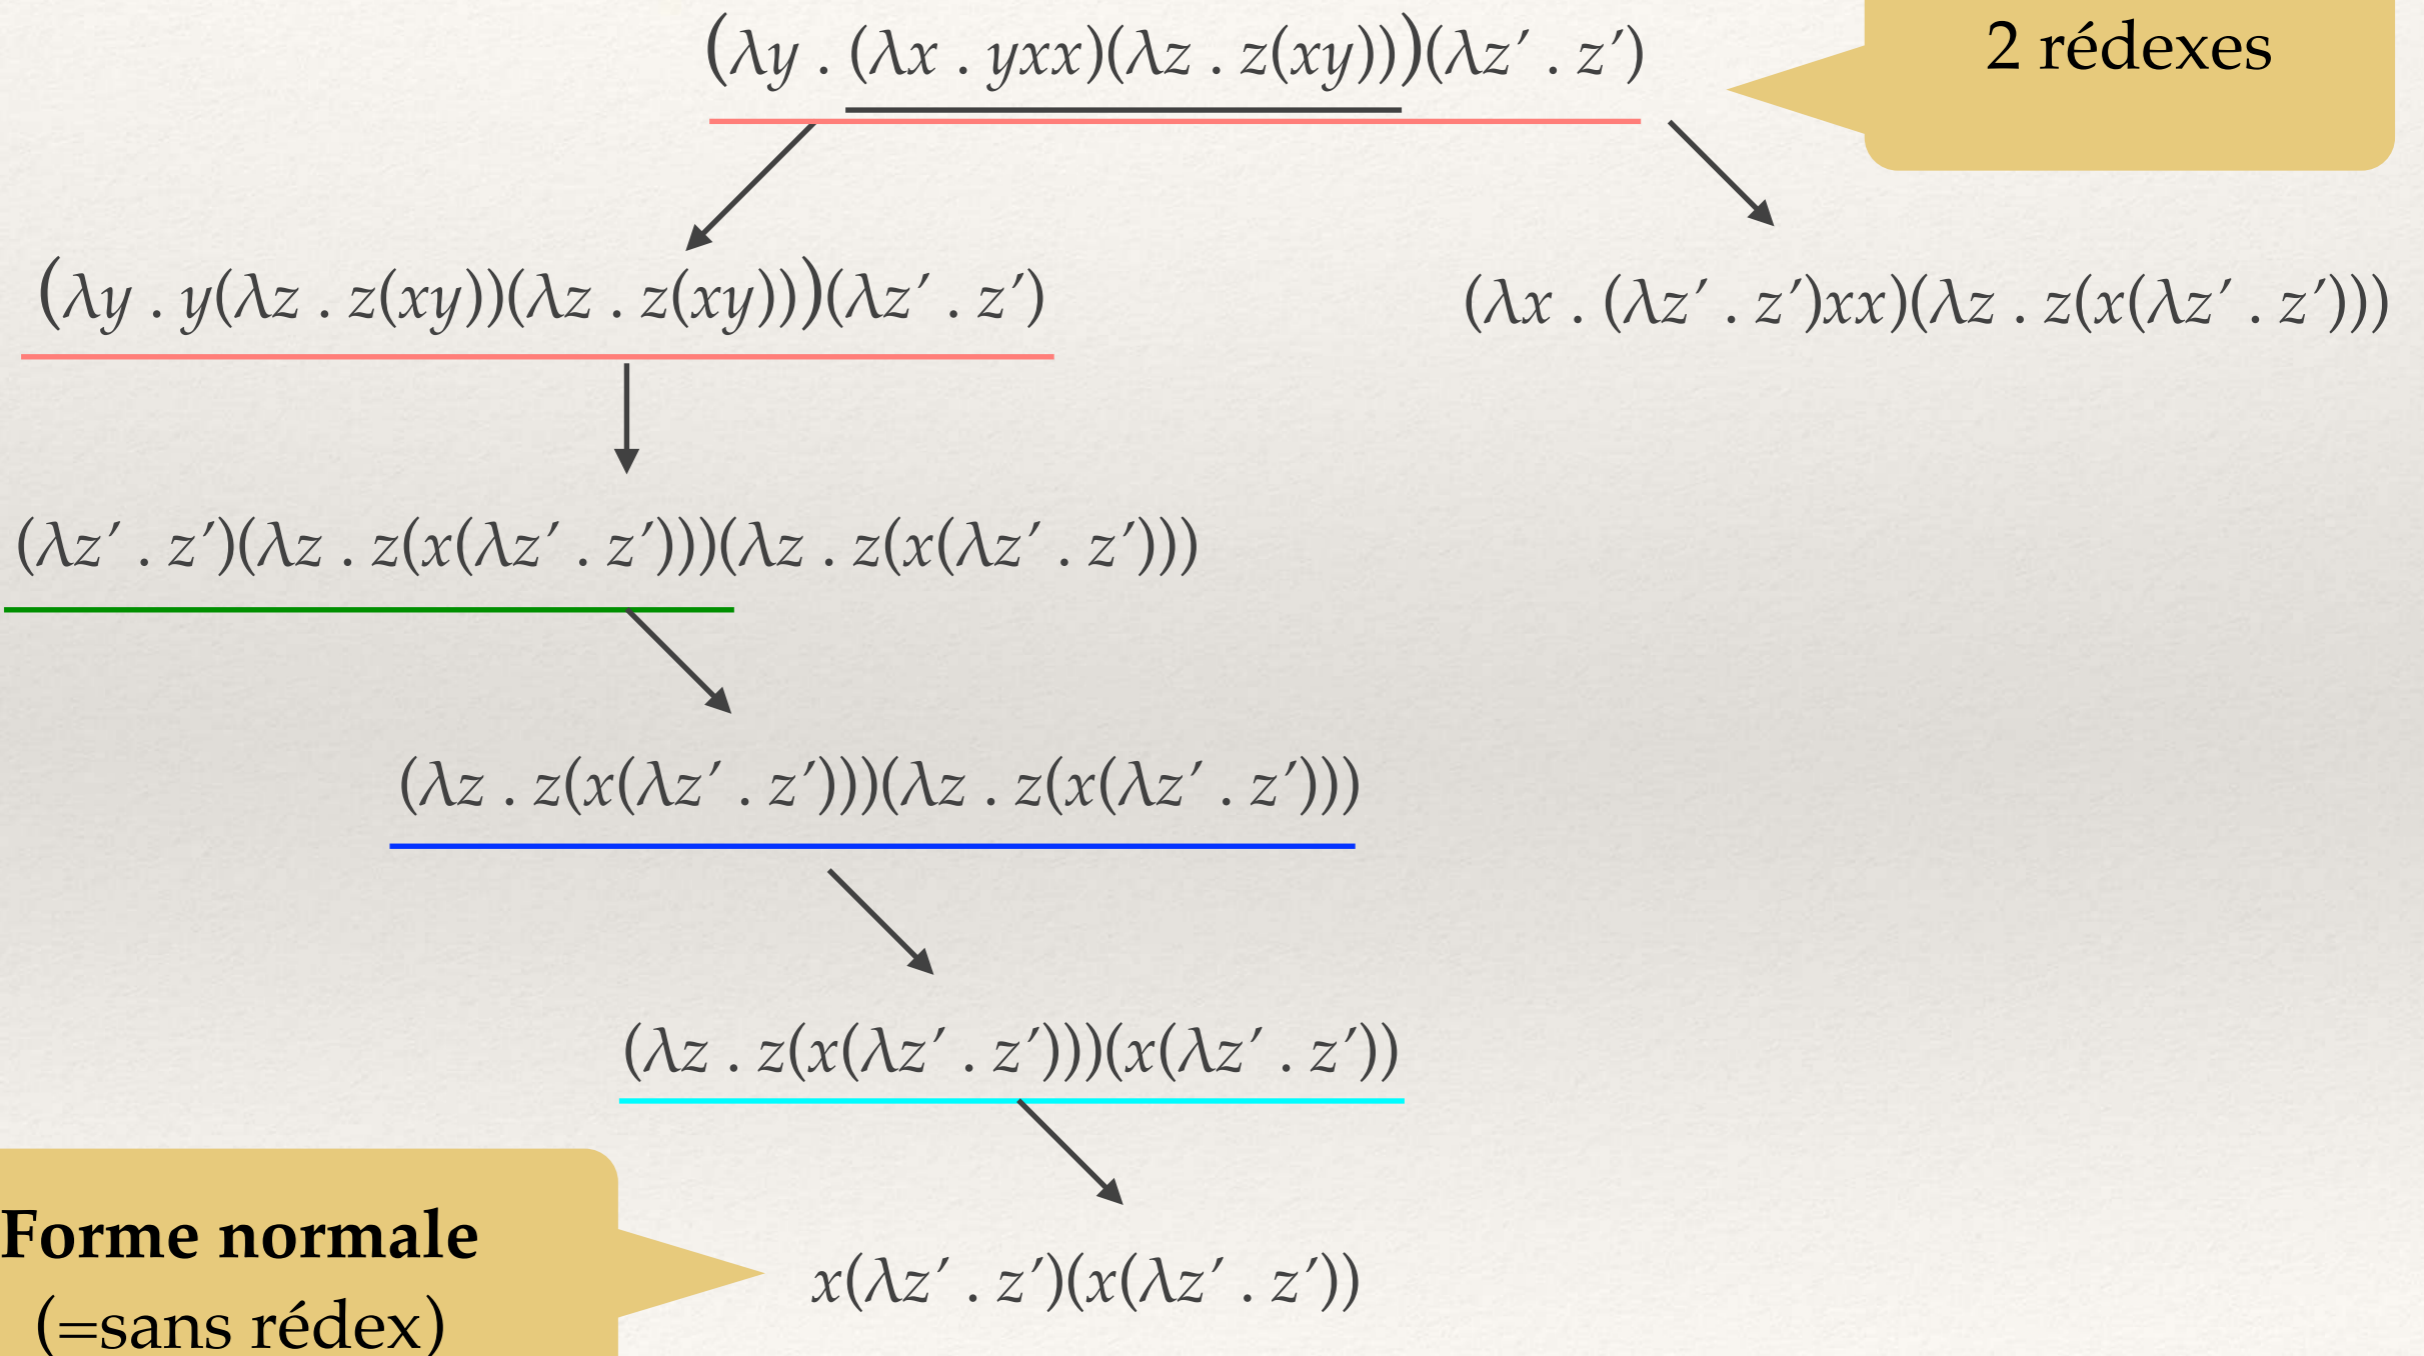 (λy . (λx . yxx)(λz . z(xy)))(λz′ . z′)
2 rédexes
(λy . y(λz . z(xy))(λz . z(xy)))(λz′ . z′)
(λx . (λz′ . z′)xx)(λz . z(x(λz′ . z′)))
(λz′ . z′)(λz . z(x(λz′ . z′)))(λz . z(x(λz′ . z′)))
(λz . z(x(λz′ . z′)))(λz . z(x(λz′ . z′)))
(λz . z(x(λz′ . z′)))(x(λz′ . z′))
Forme normale
(=sans rédex)
x(λz′ . z′)(x(λz′ . z′))